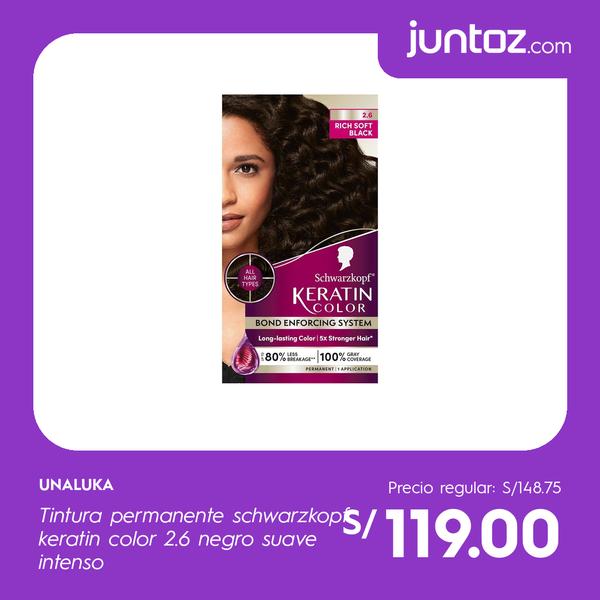 juntoz.com
2.6
RICH SOFT
BLACK
ALL
HAIR
TYPES
Schwarzkopf
KERATIN
COLOR
BOND ENFORCING SYSTEM
Long-lasting Color | 5x Stronger Hair*
UP TO 80% LESS BREAKAGE** | 100% GRAY COVERAGE
PERMANENT | 1 APPLICATION
UNALUKA
Tintura permanente schwarzkopf
keratin color 2.6 negro suave
intenso
Precio regular: S/148.75
S/ 119.00